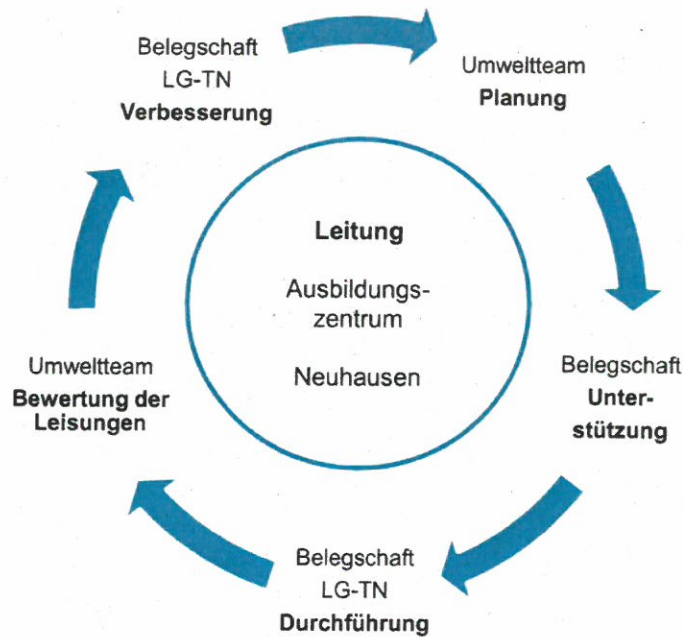 Belegschaft
LG-TN
Verbesserung
Umweltteam
Planung
Leitung
Ausbildungs-
zentrum
Neuhausen
Belegschaft
Unter-
stützung
Umweltteam
Bewertung der
Leisungen
Belegschaft
LG-TN
Durchführung